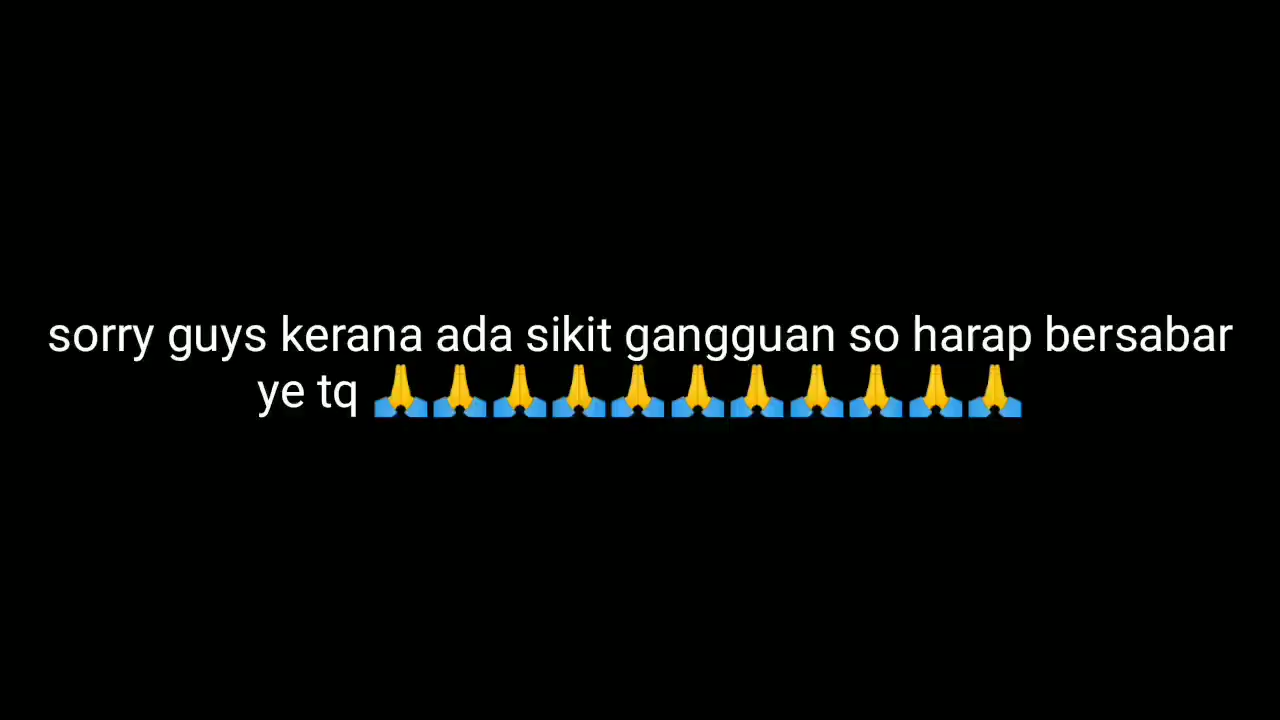 sorry guys kerana ada sikit gangguan so harap bersabar
ye tq 🙏🙏🙏🙏🙏🙏🙏🙏🙏🙏🙏